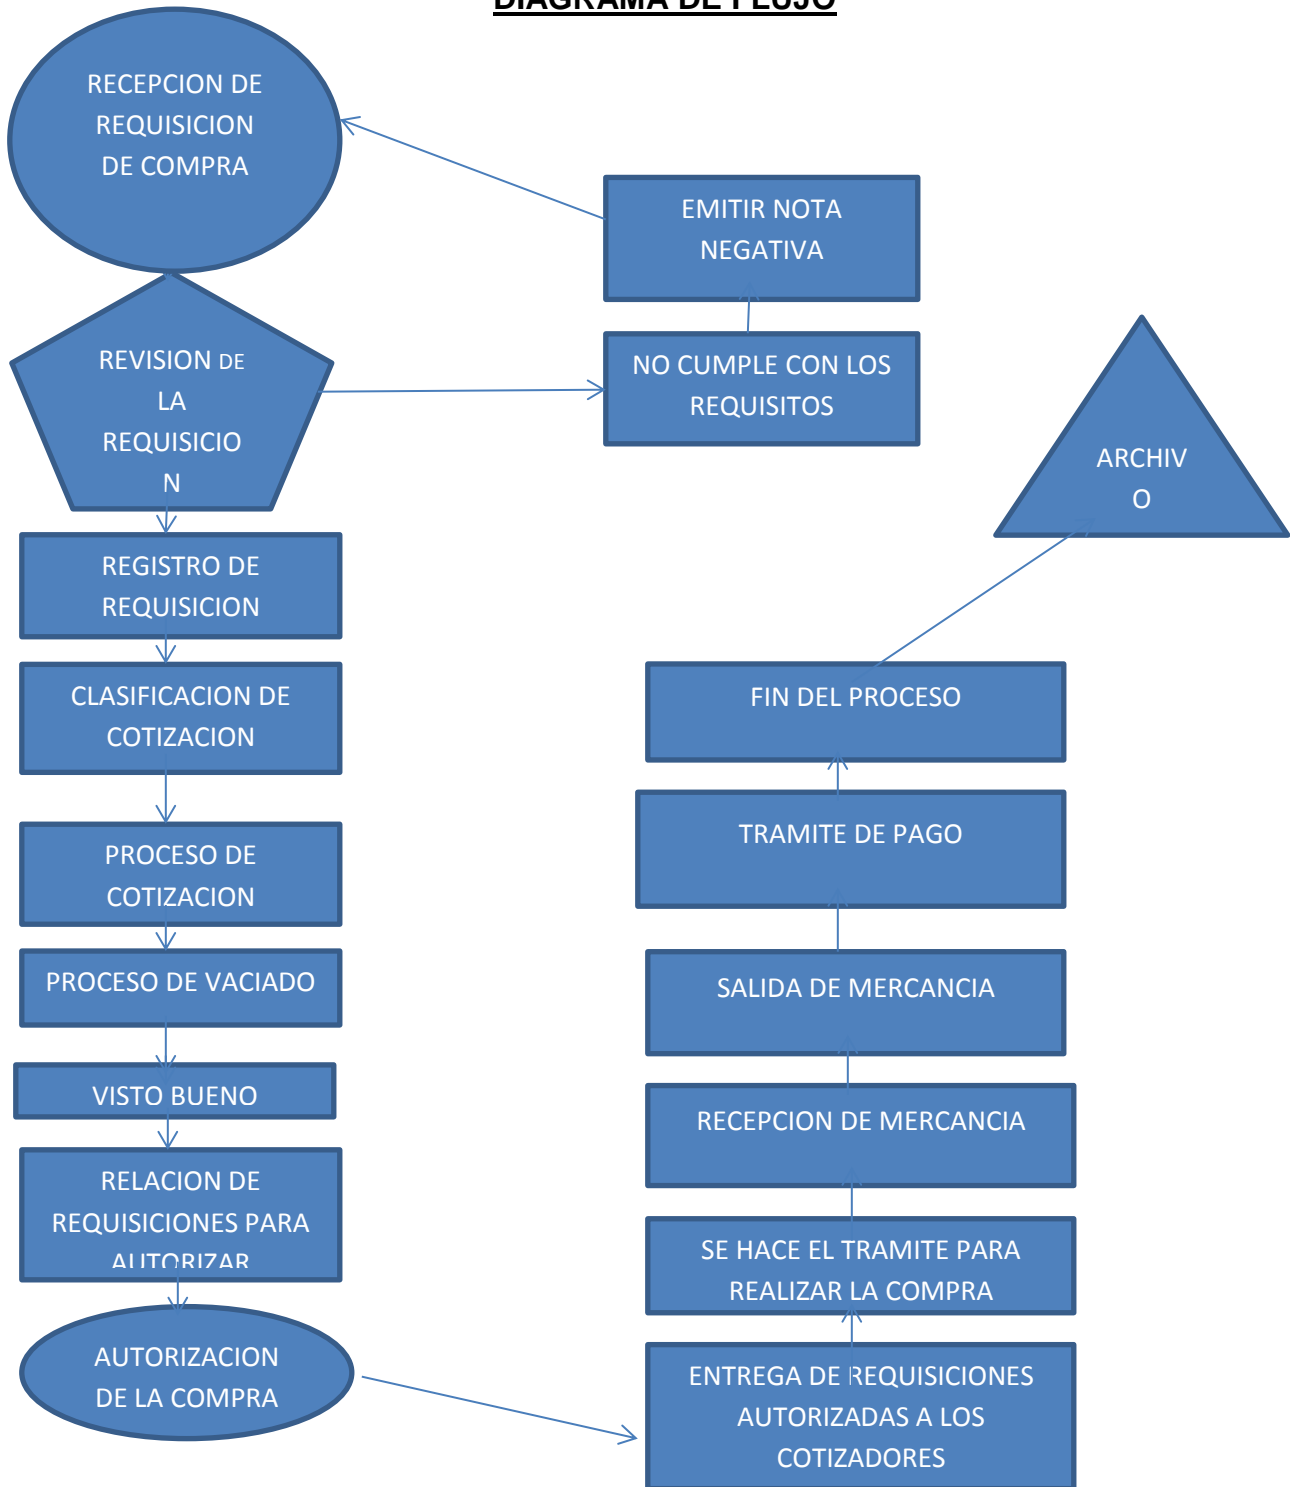 DIAGRAMA DE FLUJO
RECEPCION DE
REQUISICION
DE COMPRA
EMITIR NOTA
NEGATIVA
NO CUMPLE CON LOS
REQUISITOS
REVISION DE
LA
REQUISICIO
N
ARCHIV
O
REGISTRO DE
REQUISICION
CLASIFICACION DE
COTIZACION
PROCESO DE
COTIZACION
PROCESO DE VACIADO
VISTO BUENO
RELACION DE
REQUISICIONES PARA
AUTORIZAR
AUTORIZACION
DE LA COMPRA
FIN DEL PROCESO
TRAMITE DE PAGO
SALIDA DE MERCANCIA
RECEPCION DE MERCANCIA
SE HACE EL TRAMITE PARA
REALIZAR LA COMPRA
ENTREGA DE REQUISICIONES
AUTORIZADAS A LOS
COTIZADORES